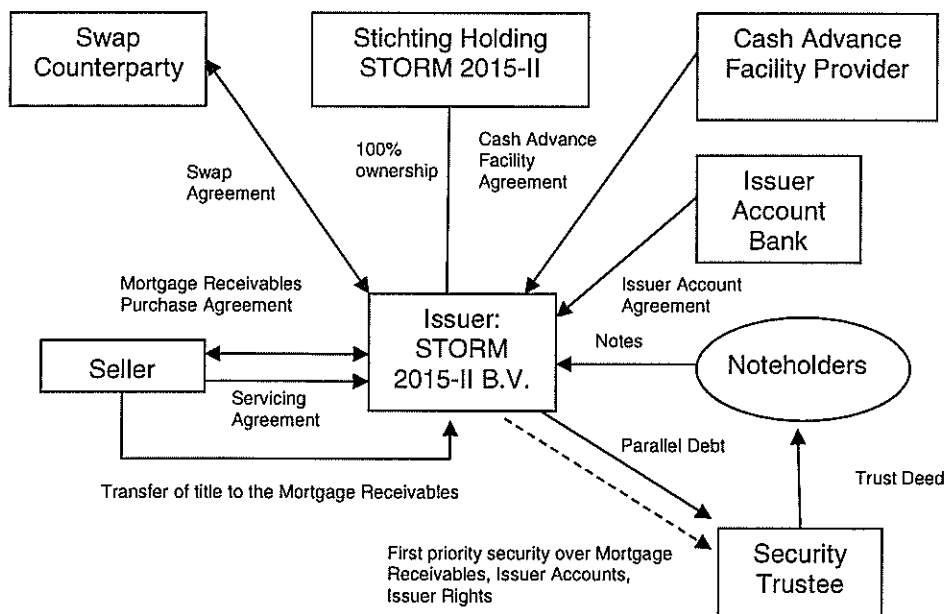 Swap
Counterparty
Stichting Holding
STORM 2015-II
Cash Advance
Facility Provider
Swap
Agreement
100%
ownership
Cash Advance
Facility
Agreement
Issuer
Account
Bank
Mortgage Receivables
Purchase Agreement
Issuer Account
Agreement
Issuer:
STORM
2015-II B.V.
Notes
Noteholders
Seller
Servicing
Agreement
Parallel Debt
Trust Deed
Transfer of title to the Mortgage Receivables
First priority security over Mortgage
Receivables, Issuer Accounts,
Issuer Rights
Security
Trustee